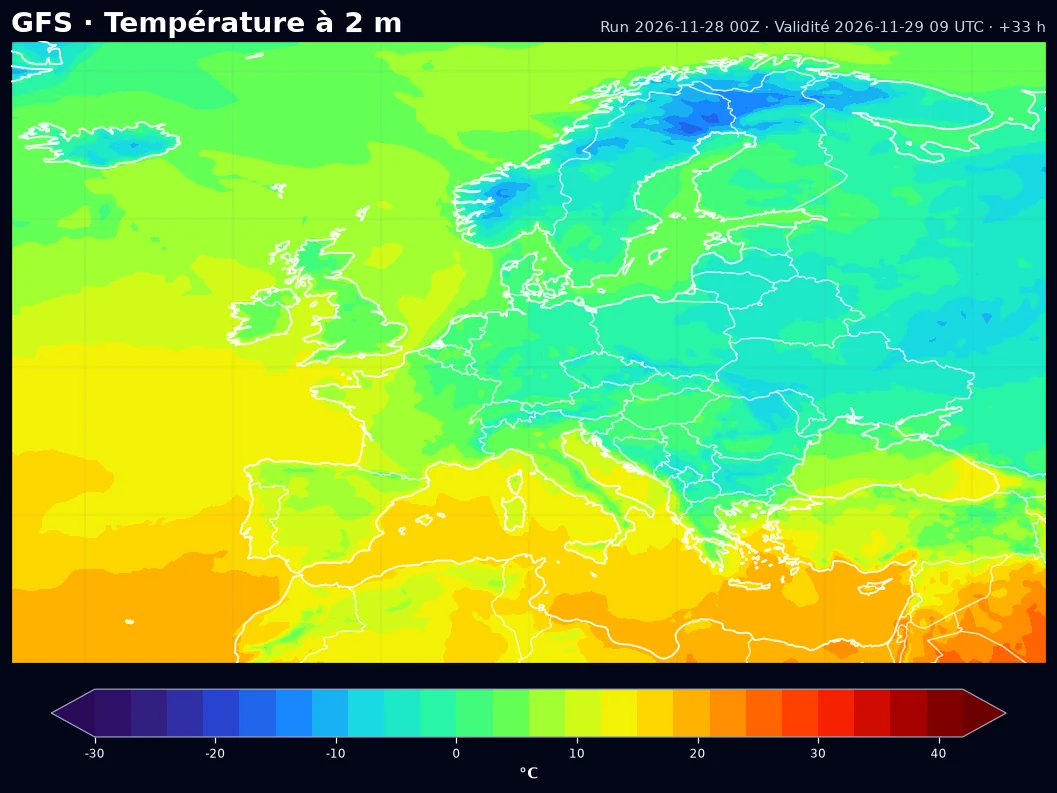 GFS · Température à 2 m
Run 2026-11-28 00Z · Validité 2026-11-29 09 UTC · +33 h
-30 -20 -10 0 10 20 30 40
°C